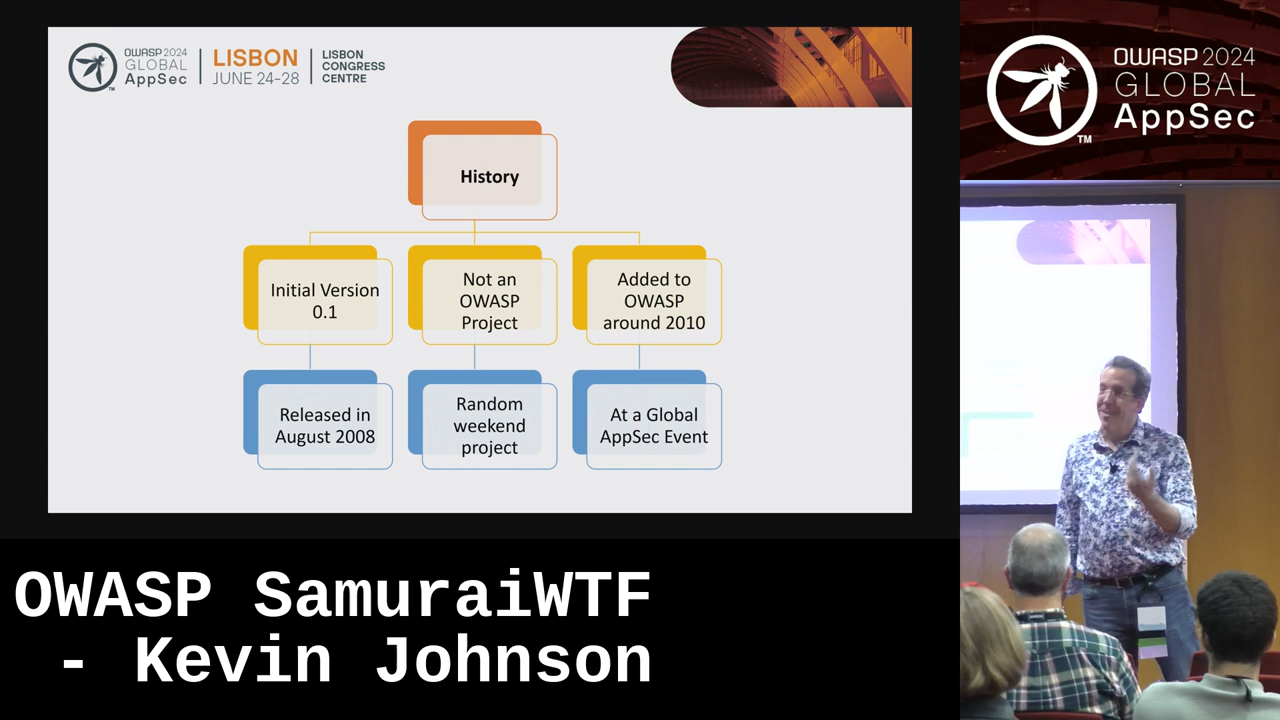 OWASP 2024
GLOBAL
AppSec
TM
LISBON
JUNE 24-28
LISBON
CONGRESS
CENTRE
History
Initial Version
0.1
Not an
OWASP
Project
Added to
OWASP
around 2010
Released in
August 2008
Random
weekend
project
At a Global
AppSec Event
OWASP 2024
GLOBAL
AppSec
TM
OWASP SamuraiWTF
- Kevin Johnson